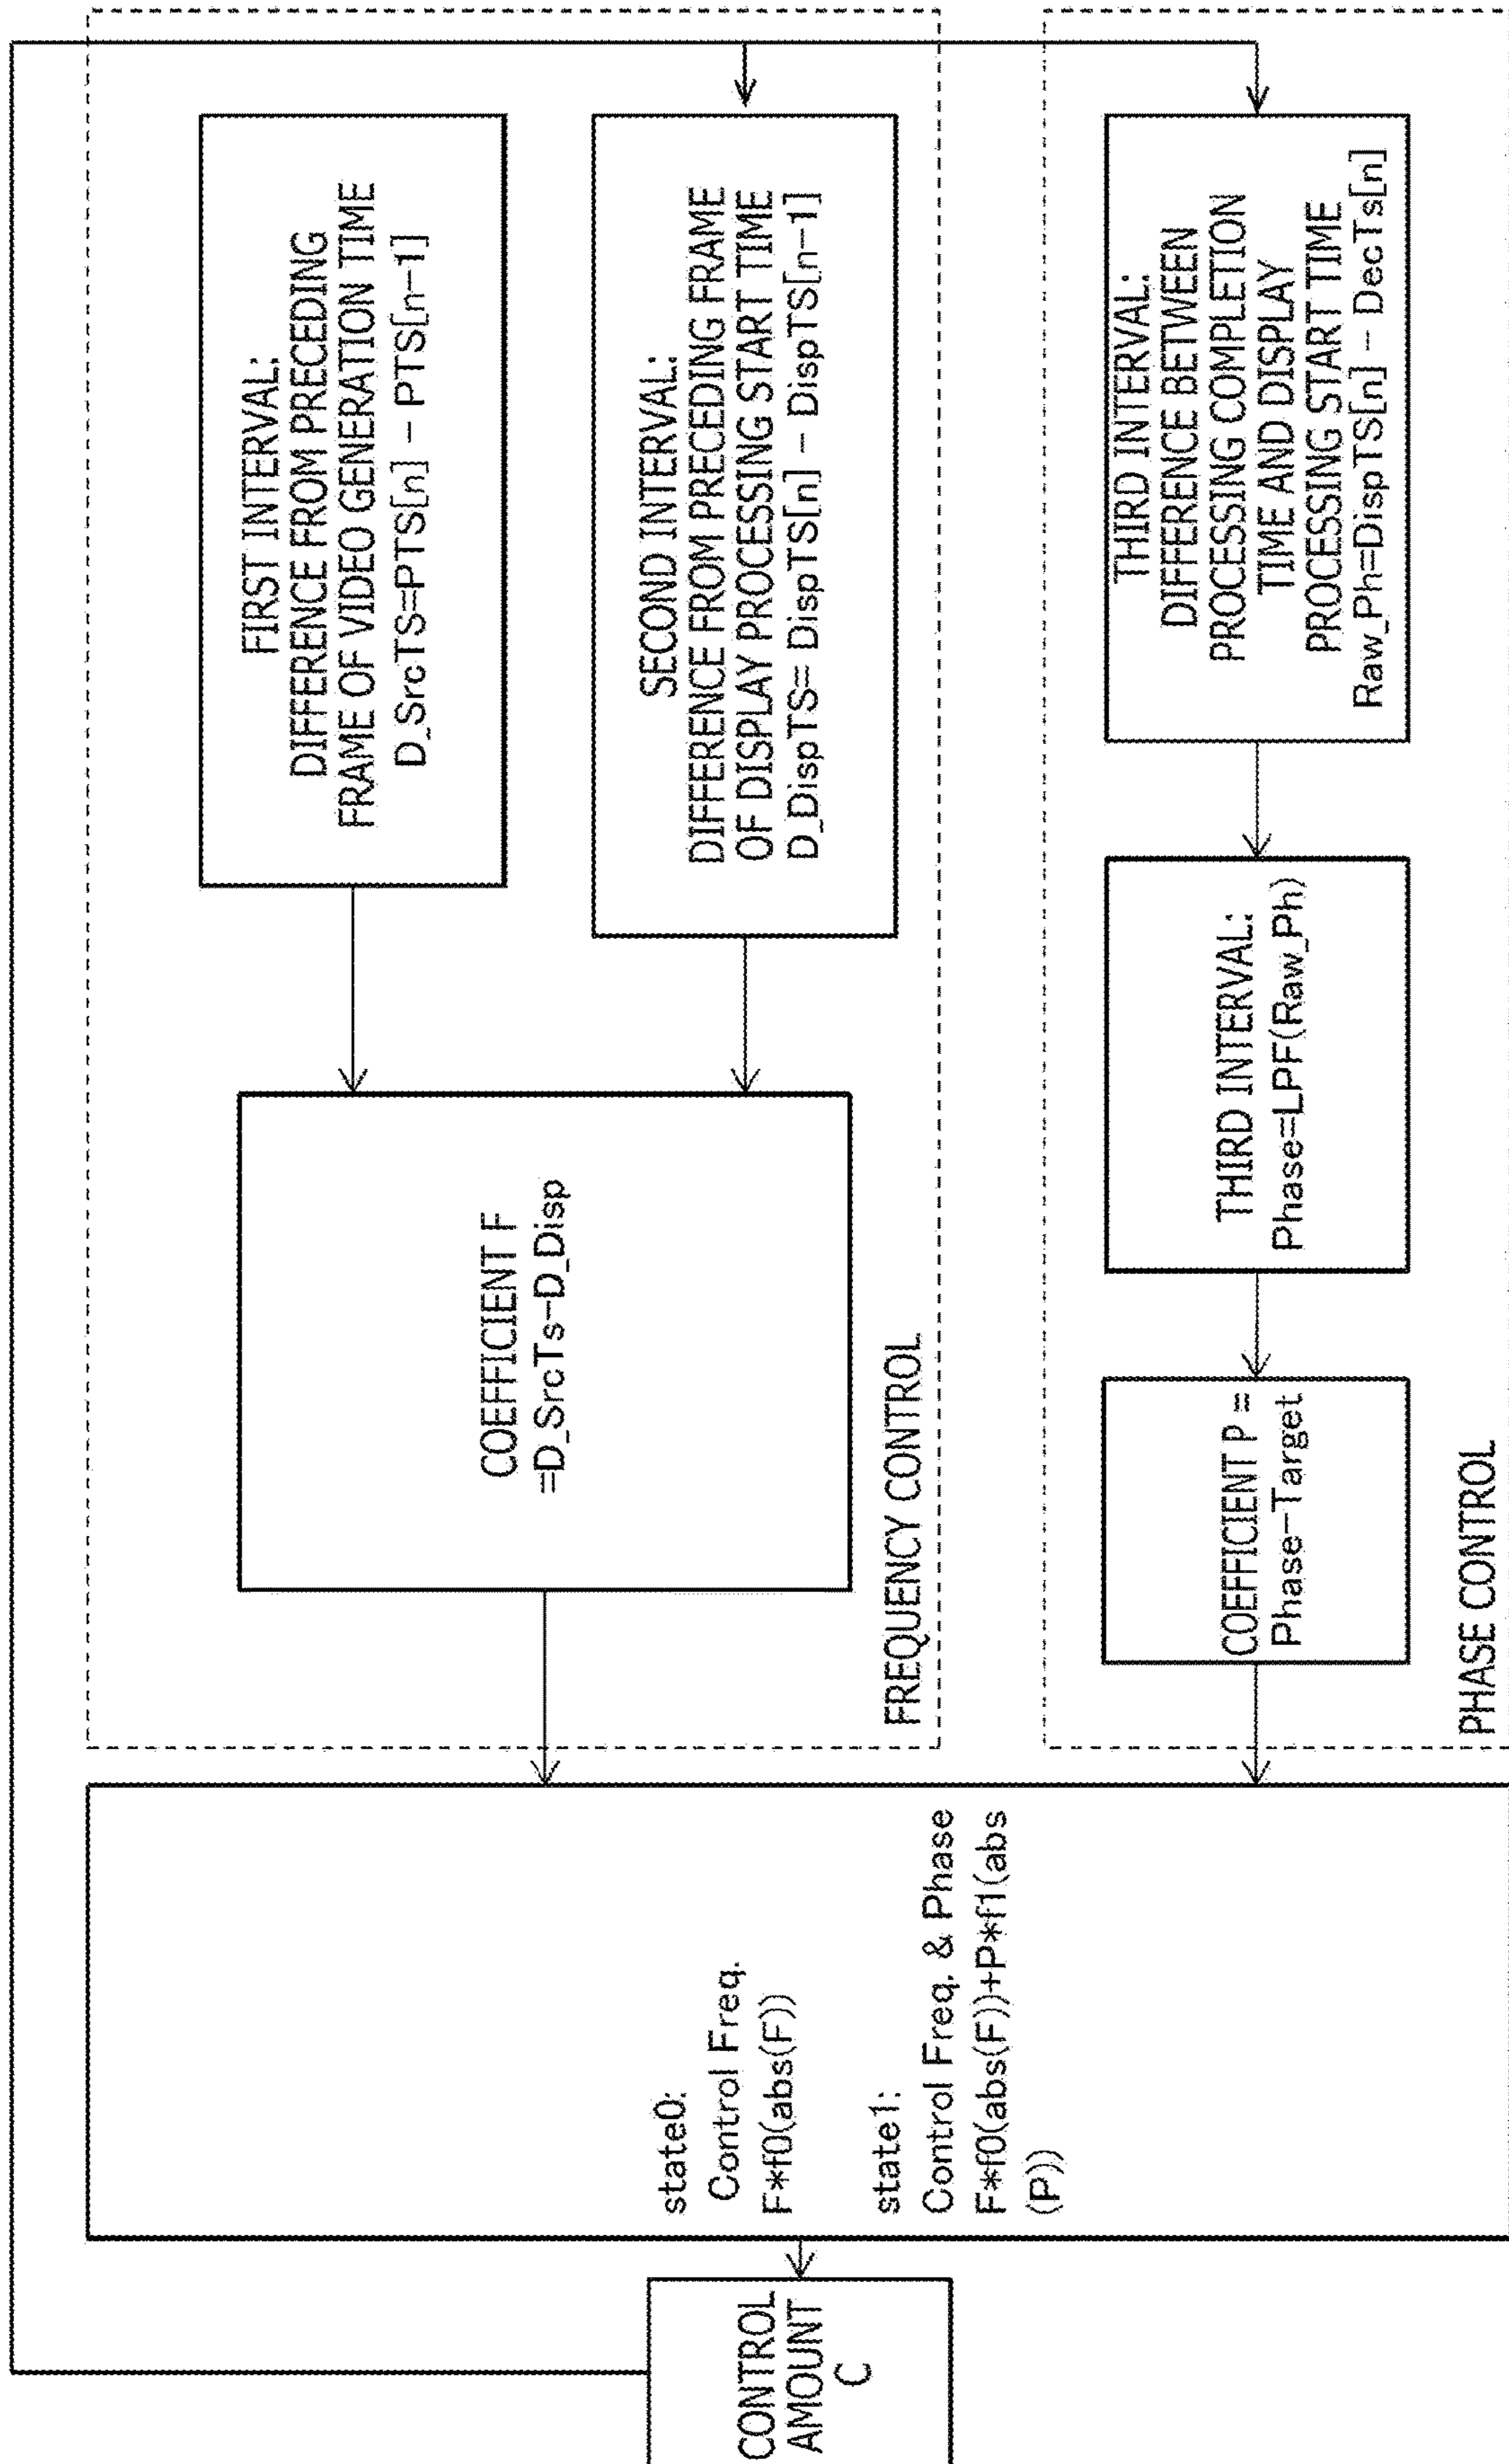 FIRST INTERVAL:
DIFFERENCE FROM PRECEDING
FRAME OF VIDEO GENERATION TIME
D_SrcTS=PTS[n] − PTS[n−1]
SECOND INTERVAL:
DIFFERENCE FROM PRECEDING FRAME
OF DISPLAY PROCESSING START TIME
D_DispTS= DispTS[n] − DispTS[n−1]
COEFFICIENT F
=D_SrcTs−D_Disp
FREQUENCY CONTROL
THIRD INTERVAL:
DIFFERENCE BETWEEN
PROCESSING COMPLETION
TIME AND DISPLAY
PROCESSING START TIME
Raw_Ph=DispTS[n] − DecTs[n]
THIRD INTERVAL:
Phase=LPF(Raw_Ph)
COEFFICIENT P =
Phase−Target
PHASE CONTROL
state0:
Control Freq.
F*f0(abs(F))
state1:
Control Freq. & Phase
F*f0(abs(F))+P*f1(abs
(P))
CONTROL
AMOUNT
C